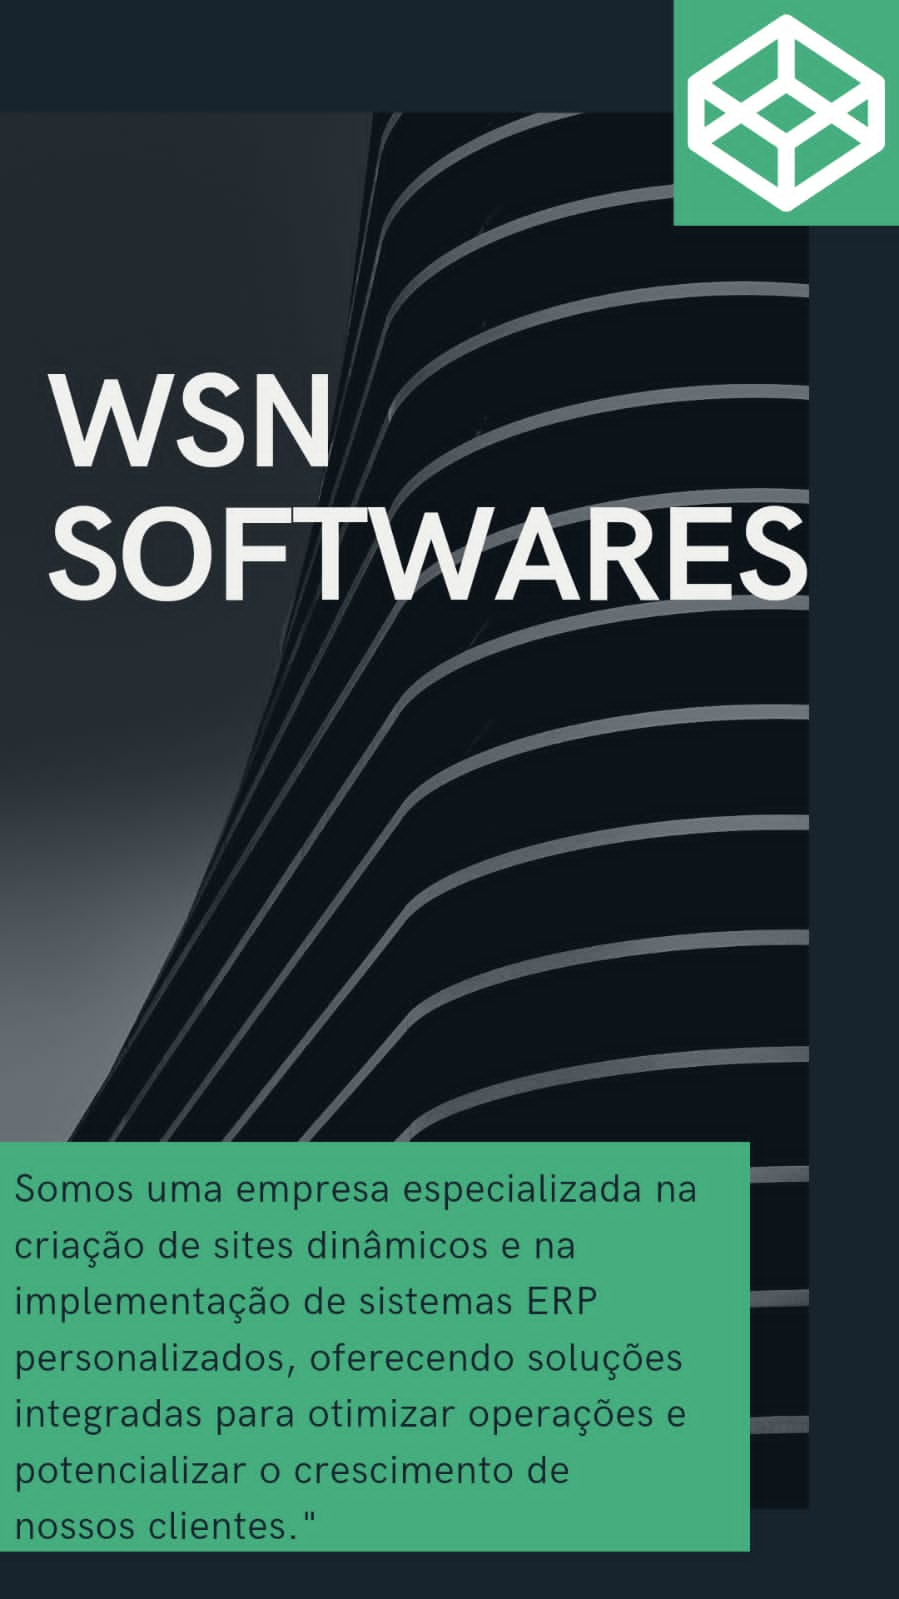 WSN
SOFTWARES
Somos uma empresa especializada na
criação de sites dinâmicos e na
implementação de sistemas ERP
personalizados, oferecendo soluções
integradas para otimizar operações e
potencializar o crescimento de
nossos clientes."